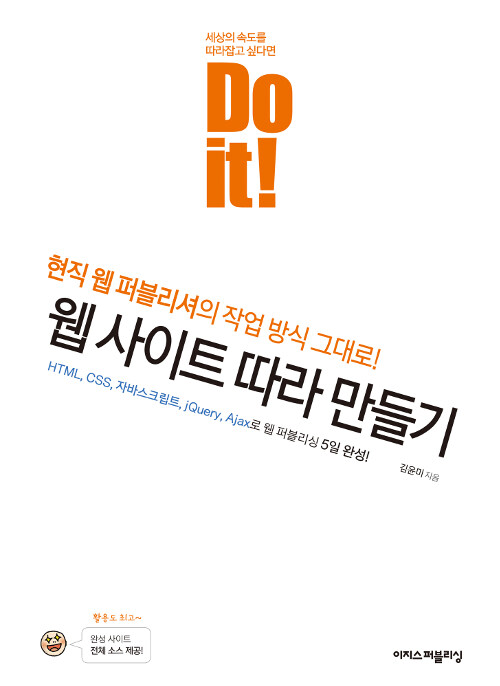 세상의 속도를
따라잡고 싶다면
Do
it!
현직 웹 퍼블리셔의 작업 방식 그대로!
웹 사이트 따라 만들기
HTML, CSS, 자바스크립트, jQuery, Ajax로 웹 퍼블리싱 5일 완성!
김윤미 지음
활용도 최고~
완성 사이트
전체 소스 제공!
이지스퍼블리싱